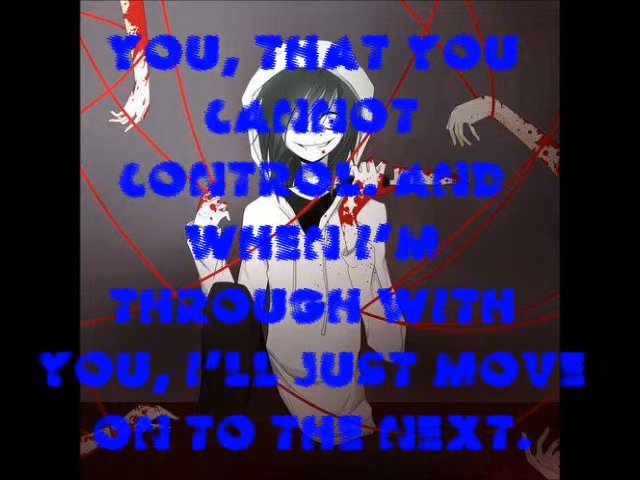 YOU, THAT YOU
CANNOT
CONTROL. AND
WHEN I'M
THROUGH WITH
YOU, I'LL JUST MOVE
ON TO THE NEXT.